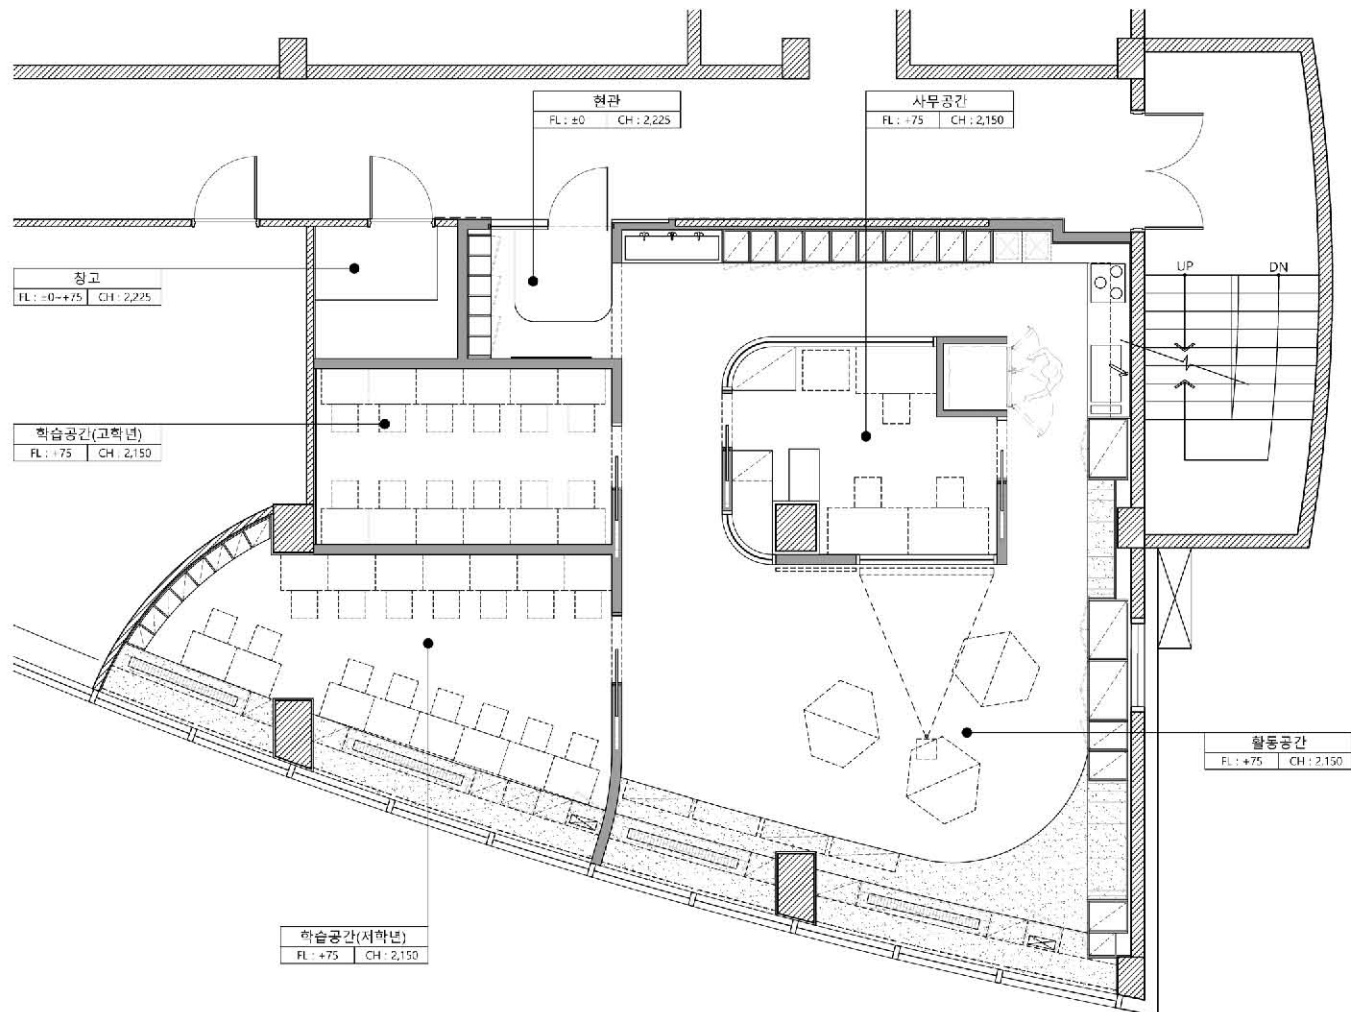 현관
FL : ±0 CH : 2,225
사무공간
FL : +75 CH : 2,150
창고
FL : ±0~+75 CH : 2,225
UP DN
학습공간(고학년)
FL : +75 CH : 2,150
활동공간
FL : +75 CH : 2,150
학습공간(저학년)
FL : +75 CH : 2,150